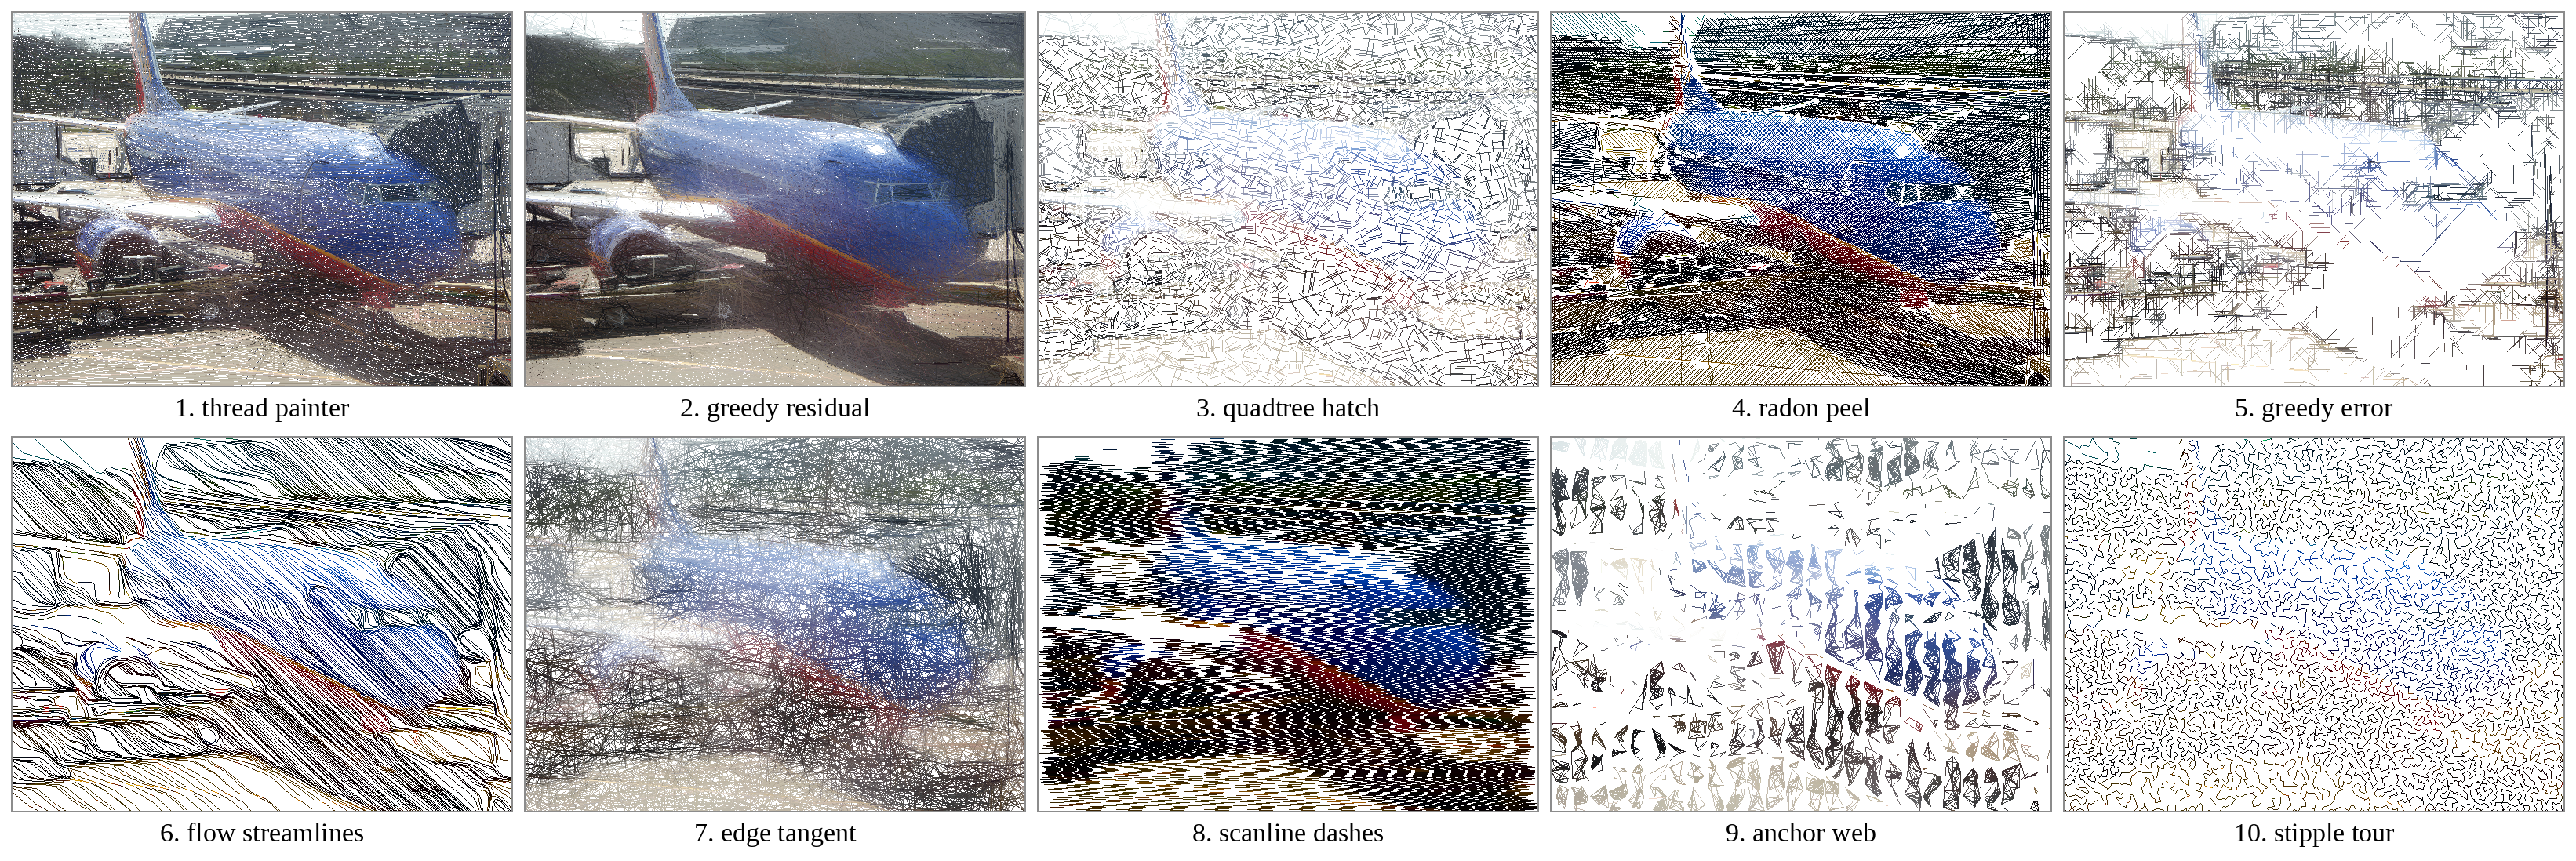 1. thread painter
2. greedy residual
3. quadtree hatch
4. radon peel
5. greedy error
6. flow streamlines
7. edge tangent
8. scanline dashes
9. anchor web
10. stipple tour